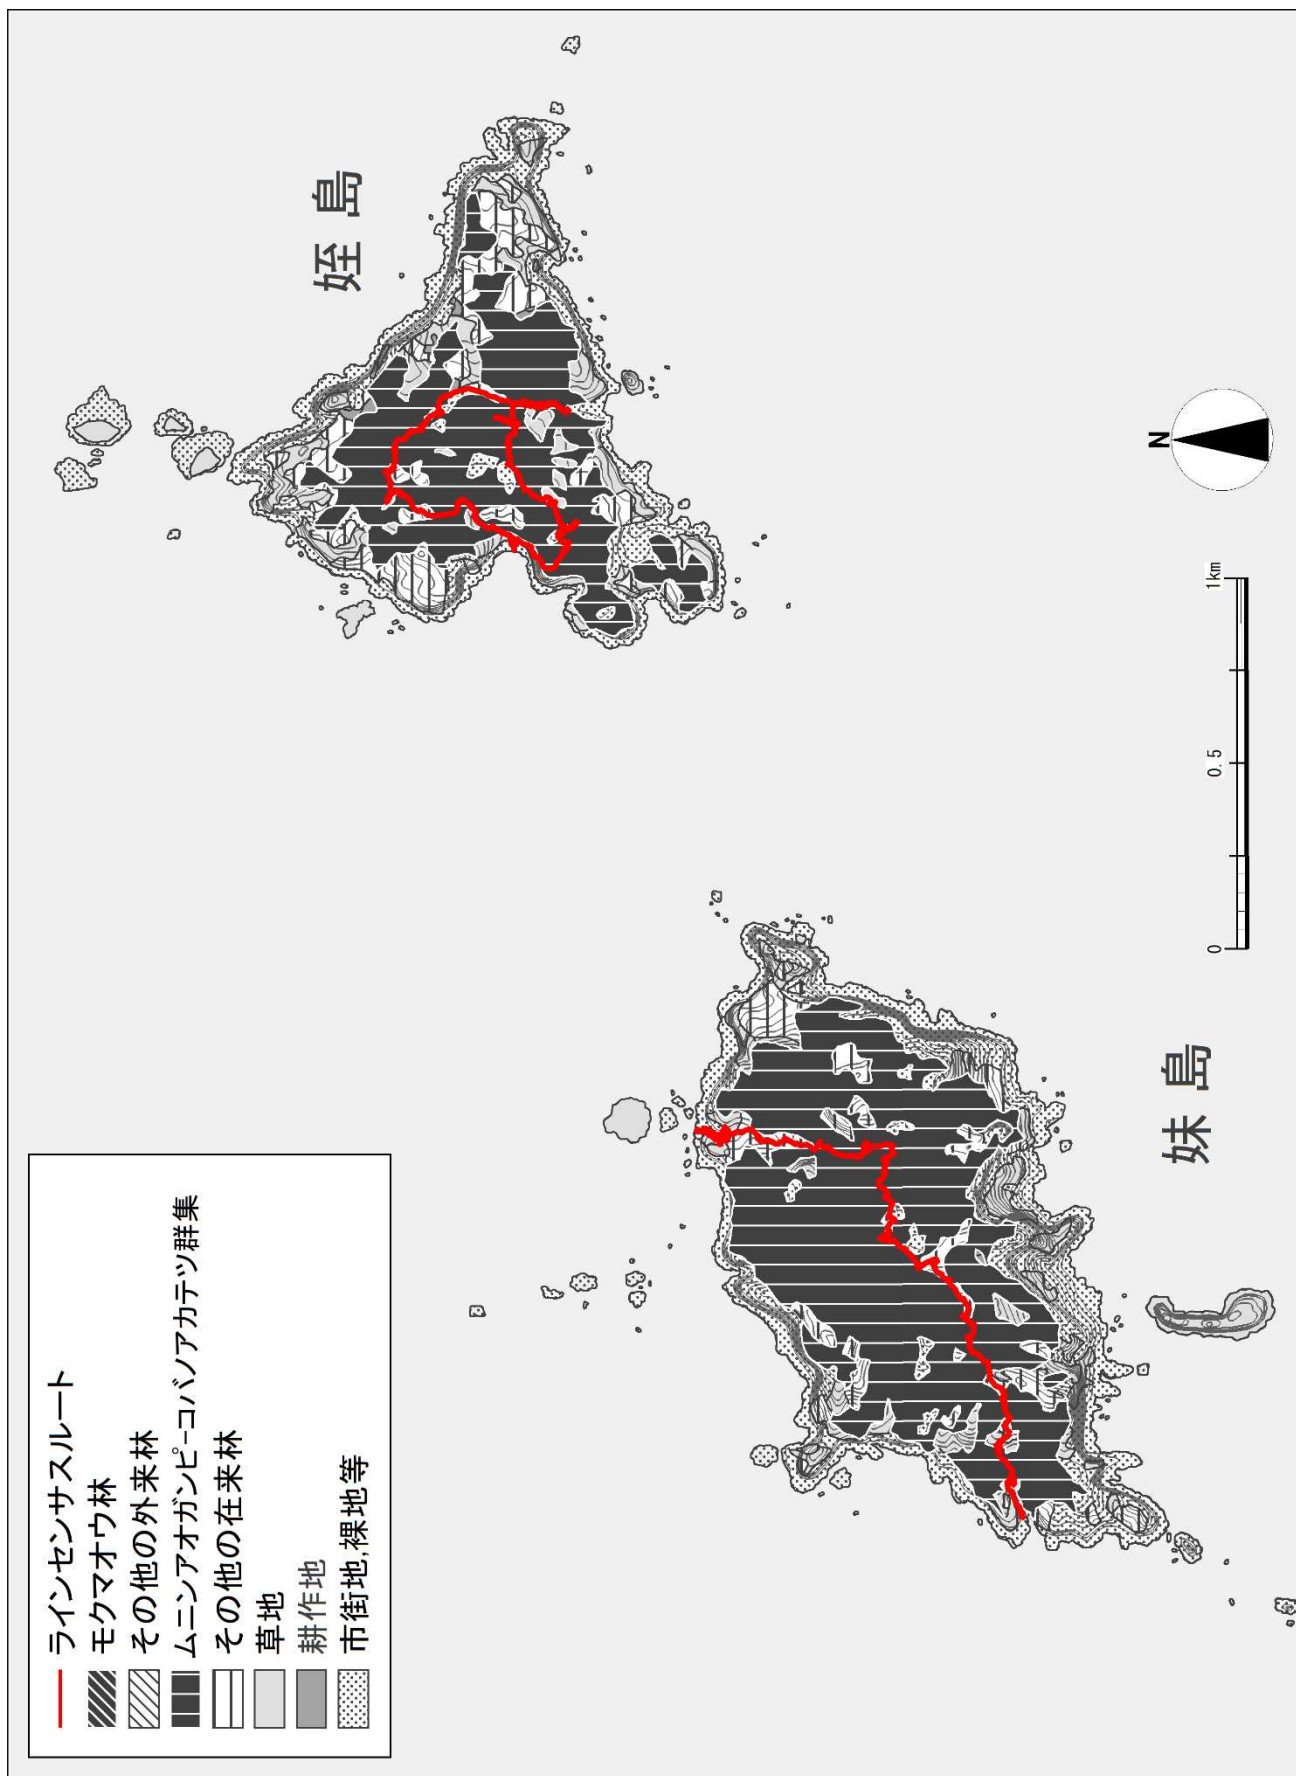 ラインセンサスルート
モクマオウ林
その他の外来林
ムニンアオガンピ-コバノアカテツ群集
その他の在来林
草地
耕作地
市街地,裸地等
姪島
妹島
N
0
0.5
1km